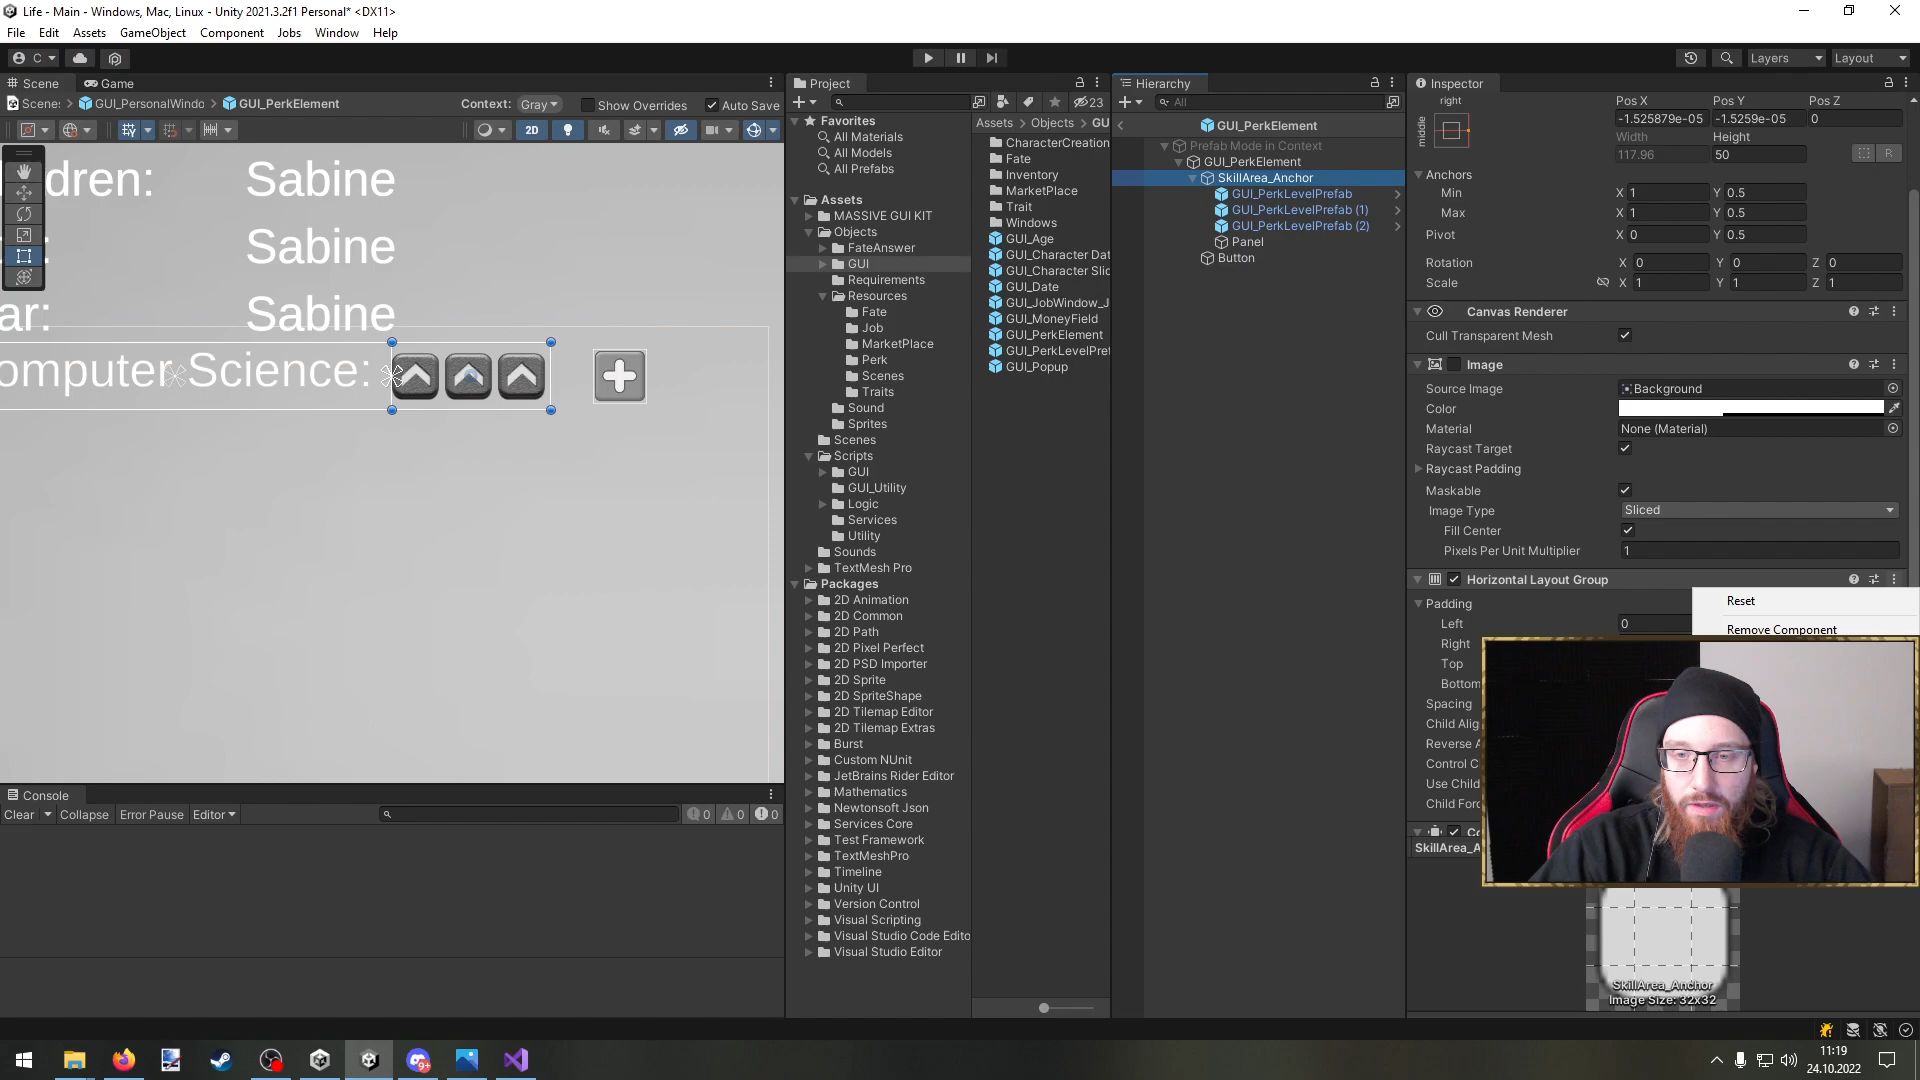 Life - Main - Windows, Mac, Linux - Unity 2021.3.2f1 Personal* <DX11>
File Edit Assets GameObject Component Jobs Window Help
C
Layers
Layout
Scene
Game
Scene:
GUI_PersonalWindo
GUI_PerkElement
Context:
Gray
Show Overrides
Auto Save
2D
dren:
Sabine
Sabine
ar:
Sabine
omputer Science:
Console
Clear
Collapse
Error Pause
Editor
0
0
0
Project
23
Favorites
All Materials
All Models
All Prefabs
Assets
MASSIVE GUI KIT
Objects
FateAnswer
GUI
Requirements
Resources
Fate
Job
MarketPlace
Perk
Scenes
Traits
Sound
Sprites
Scenes
Scripts
GUI
GUI_Utility
Logic
Services
Utility
Sounds
TextMesh Pro
Packages
2D Animation
2D Common
2D Path
2D Pixel Perfect
2D PSD Importer
2D Sprite
2D SpriteShape
2D Tilemap Editor
2D Tilemap Extras
Burst
Custom NUnit
JetBrains Rider Editor
Mathematics
Newtonsoft Json
Services Core
Test Framework
TextMeshPro
Timeline
Unity UI
Version Control
Visual Scripting
Visual Studio Code Edito
Visual Studio Editor
Assets > Objects > GU
CharacterCreation
Fate
Inventory
MarketPlace
Trait
Windows
GUI_Age
GUI_Character Dat
GUI_Character Slic
GUI_Date
GUI_JobWindow_J
GUI_MoneyField
GUI_PerkElement
GUI_PerkLevelPref
GUI_Popup
Hierarchy
All
GUI_PerkElement
Prefab Mode in Context
GUI_PerkElement
SkillArea_Anchor
GUI_PerkLevelPrefab
GUI_PerkLevelPrefab (1)
GUI_PerkLevelPrefab (2)
Panel
Button
Inspector
right
middle
Pos X Pos Y Pos Z
-1.525879e-05 -1.5259e-05 0
Width Height
117.96 50
R
Anchors
Min X 1 Y 0.5
Max X 1 Y 0.5
Pivot X 0 Y 0.5
Rotation X 0 Y 0 Z 0
Scale X 1 Y 1 Z 1
Canvas Renderer
Cull Transparent Mesh
Image
Source Image Background
Color
Material None (Material)
Raycast Target
Raycast Padding
Maskable
Image Type Sliced
Fill Center
Pixels Per Unit Multiplier 1
Horizontal Layout Group
Padding
Left 0
Right
Top
Bottom
Spacing
Child Alig
Reverse A
Control C
Use Child
Child Forc
Co
SkillArea_A
Reset
Remove Component
SkillArea_Anchor
Image Size: 32x32
9+
11:19
24.10.2022